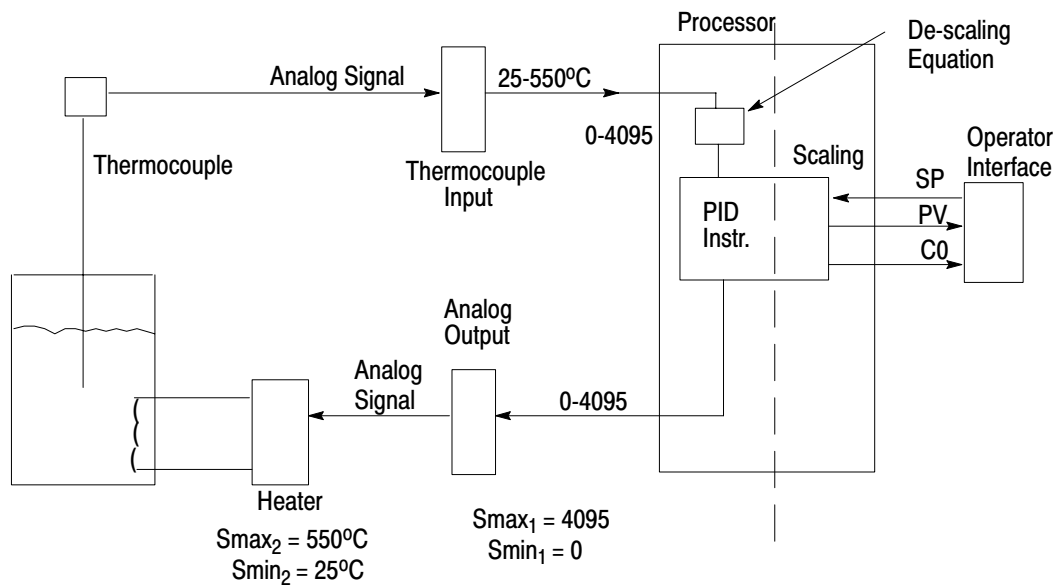 Processor
De-scaling
Equation
Analog Signal
25-550ºC
0-4095
Thermocouple
Thermocouple
Input
Scaling
Operator
Interface
SP
PID
Instr.
PV
C0
Analog
Output
Analog
Signal
0-4095
Heater
Smax2 = 550ºC
Smin2 = 25ºC
Smax1 = 4095
Smin1 = 0